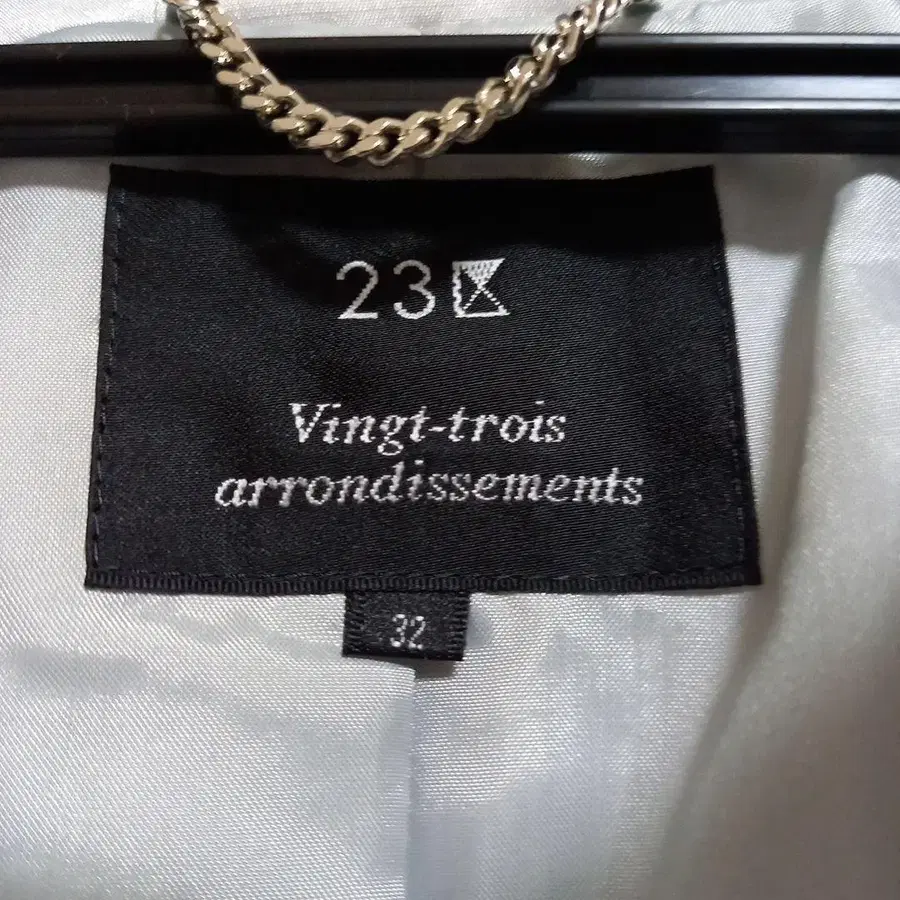 23区
Vingt-trois
arrondissements
32